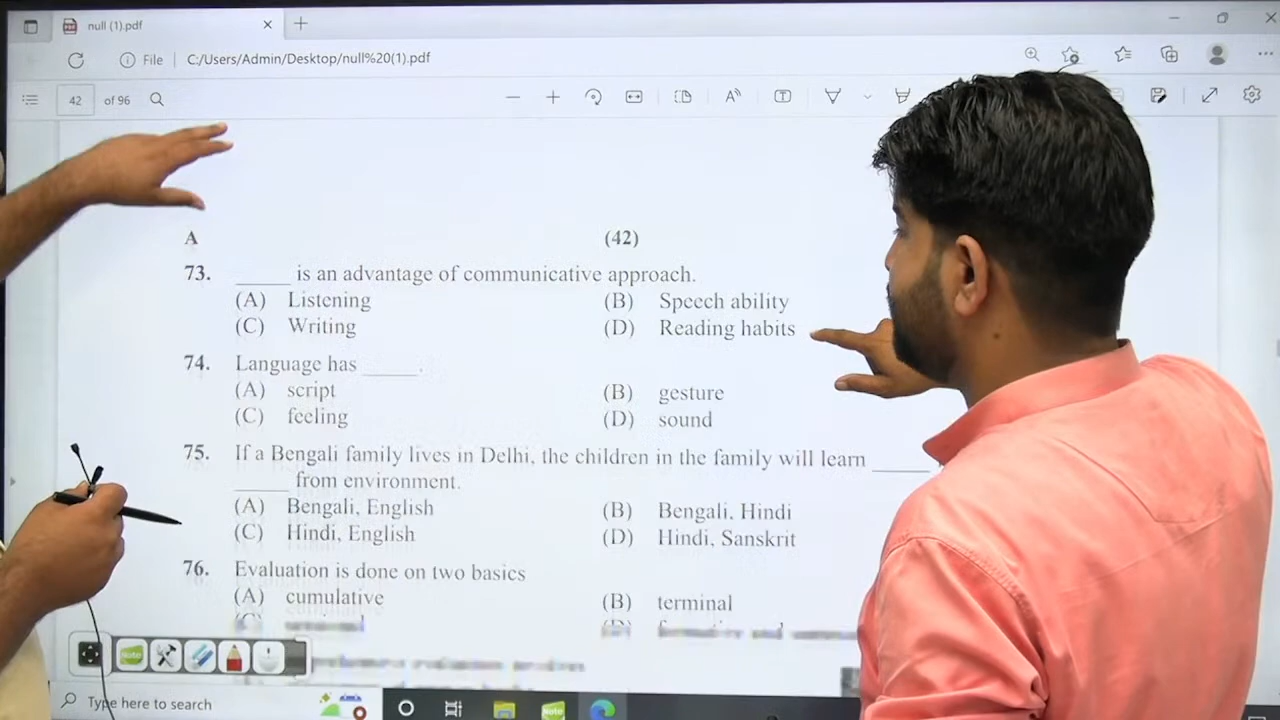 null (1).pdf
File C:/Users/Admin/Desktop/null%20(1).pdf
42 of 96
A (42)
73. _____ is an advantage of communicative approach.
(A) Listening (B) Speech ability
(C) Writing (D) Reading habits
74. Language has _____.
(A) script (B) gesture
(C) feeling (D) sound
75. If a Bengali family lives in Delhi, the children in the family will learn _____
_____ from environment.
(A) Bengali, English (B) Bengali, Hindi
(C) Hindi, English (D) Hindi, Sanskrit
76. Evaluation is done on two basics
(A) cumulative (B) terminal
Note
Type here to search
Note